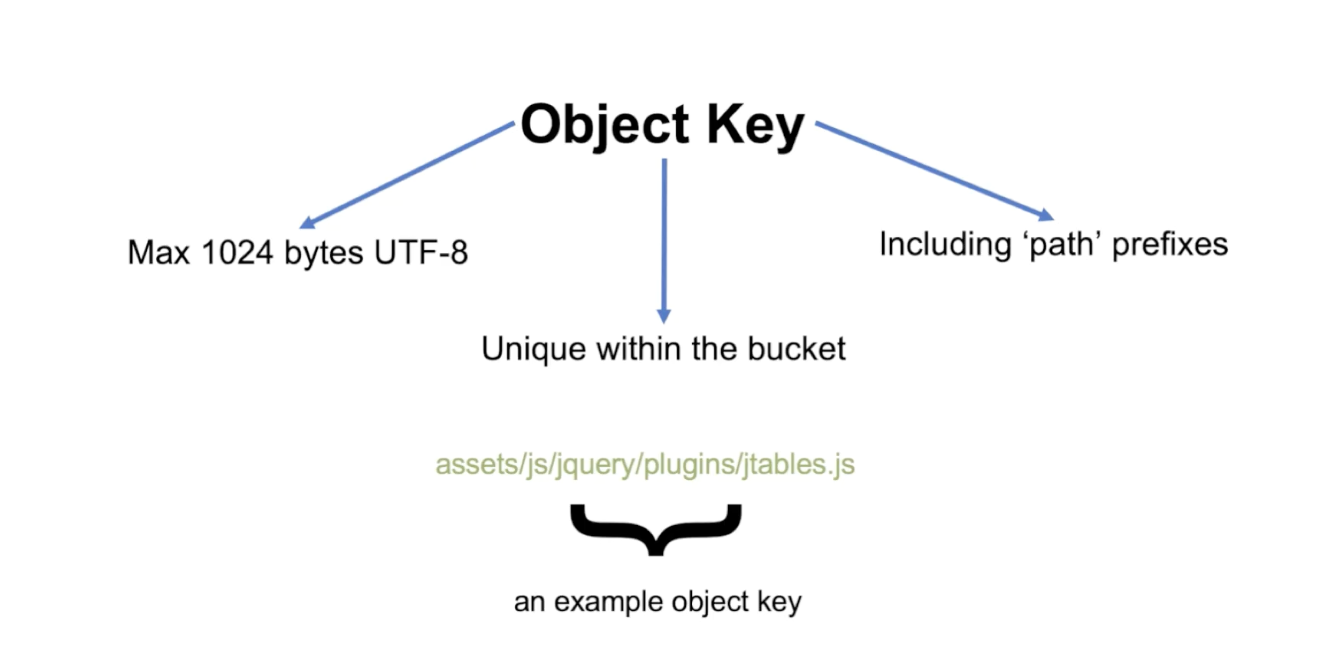 Object Key
Max 1024 bytes UTF-8
Including ‘path’ prefixes
Unique within the bucket
assets/js/jquery/plugins/jtables.js
an example object key